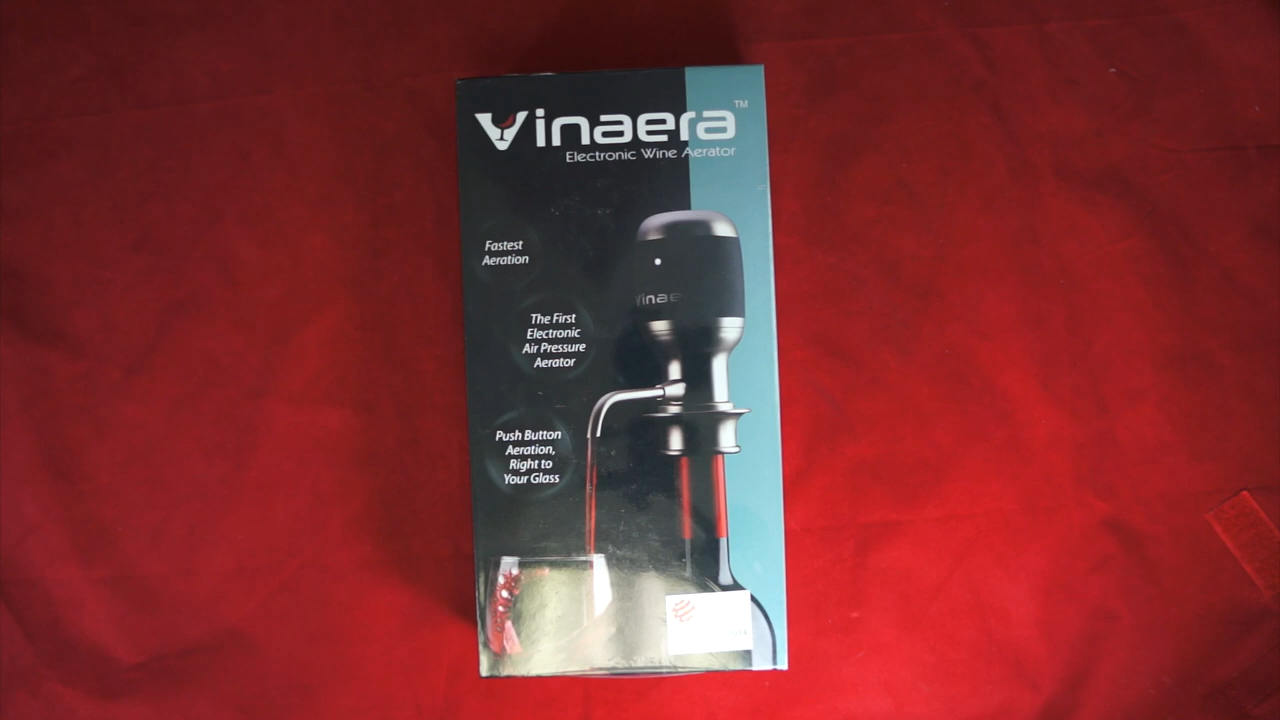 Vinaera™
Electronic Wine Aerator
Fastest
Aeration
Vinae
The First
Electronic
Air Pressure
Aerator
Push Button
Aeration,
Right to
Your Glass